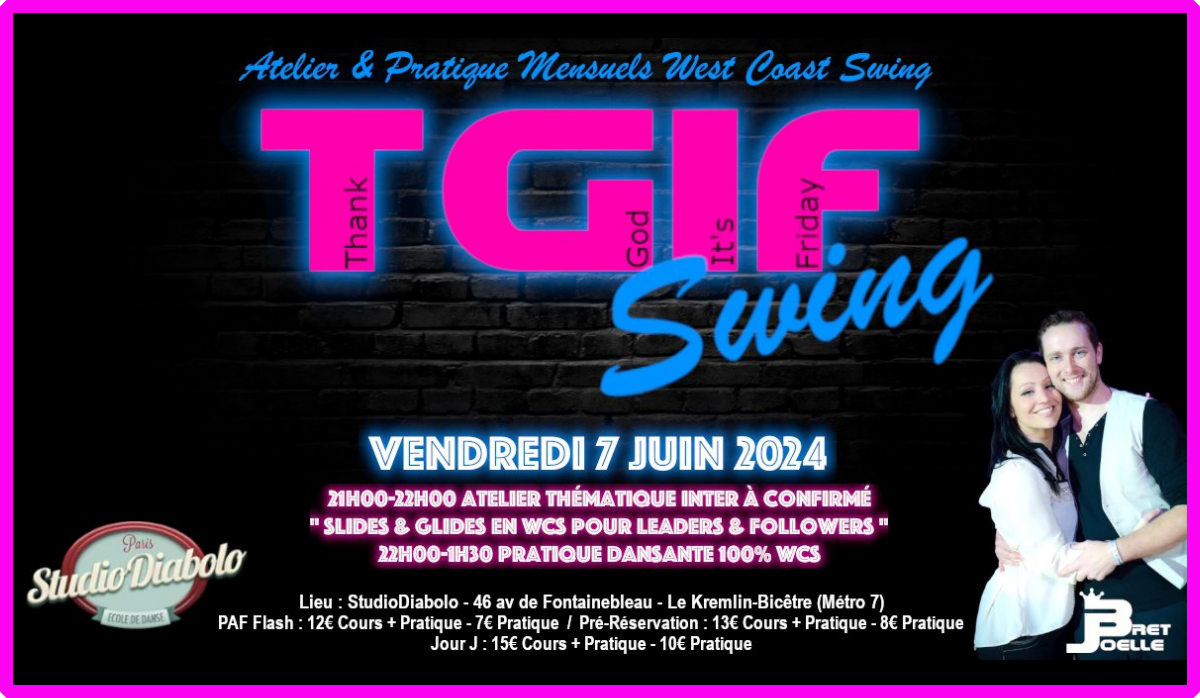 Atelier & Pratique Mensuels West Coast Swing
TGIF
Thank God It's Friday
Swing
VENDREDI 7 JUIN 2024
21H00-22H00 ATELIER THÉMATIQUE INTER À CONFIRMÉ
" SLIDES & GLIDES EN WCS POUR LEADERS & FOLLOWERS "
22H00-1H30 PRATIQUE DANSANTE 100% WCS
Paris
StudioDiabolo
ECOLE DE DANSE
Lieu : StudioDiabolo - 46 av de Fontainebleau - Le Kremlin-Bicêtre (Métro 7)
PAF Flash : 12€ Cours + Pratique - 7€ Pratique / Pré-Réservation : 13€ Cours + Pratique - 8€ Pratique
Jour J : 15€ Cours + Pratique - 10€ Pratique
BRET
JOELLE